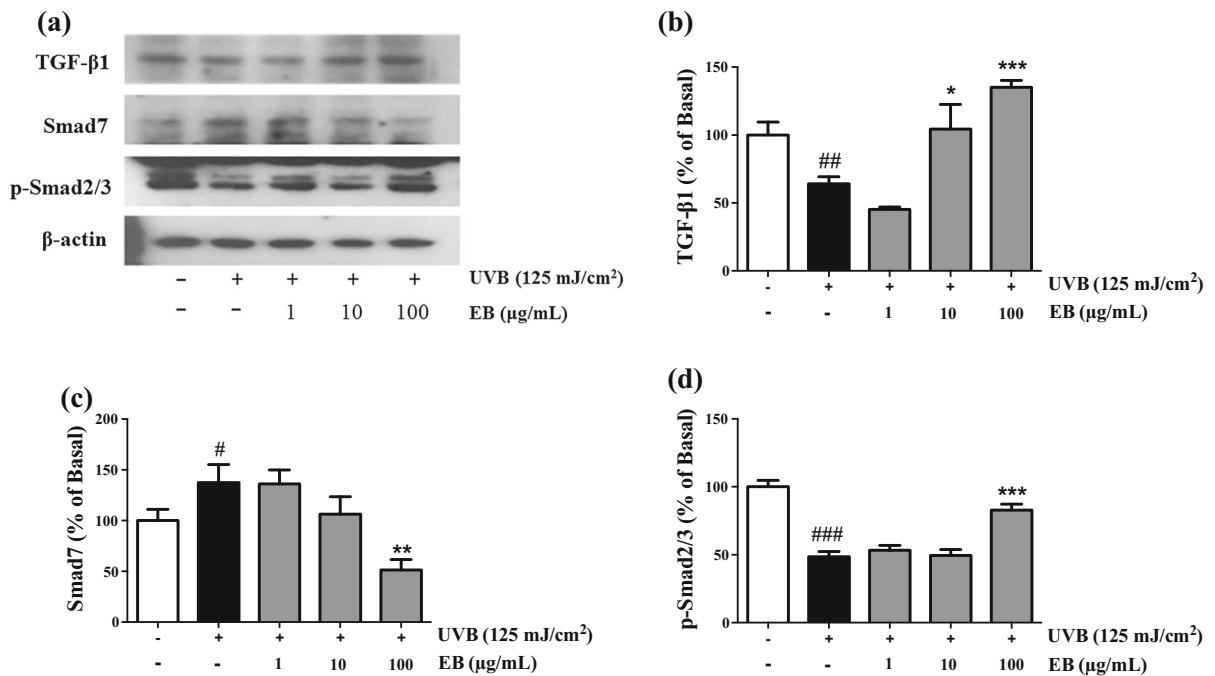 (a)
TGF-β1
Smad7
p-Smad2/3
β-actin
– + + + + UVB (125 mJ/cm²)
– – 1 10 100 EB (μg/mL)
(b)
TGF-β1 (% of Basal)
150
100
50
0
##
*
***
- + + + + UVB (125 mJ/cm²)
- - 1 10 100 EB (μg/mL)
(c)
Smad7 (% of Basal)
200
150
100
50
0
#
**
- + + + + UVB (125 mJ/cm²)
- - 1 10 100 EB (μg/mL)
(d)
p-Smad2/3 (% of Basal)
150
100
50
0
###
***
- + + + + UVB (125 mJ/cm²)
- - 1 10 100 EB (μg/mL)